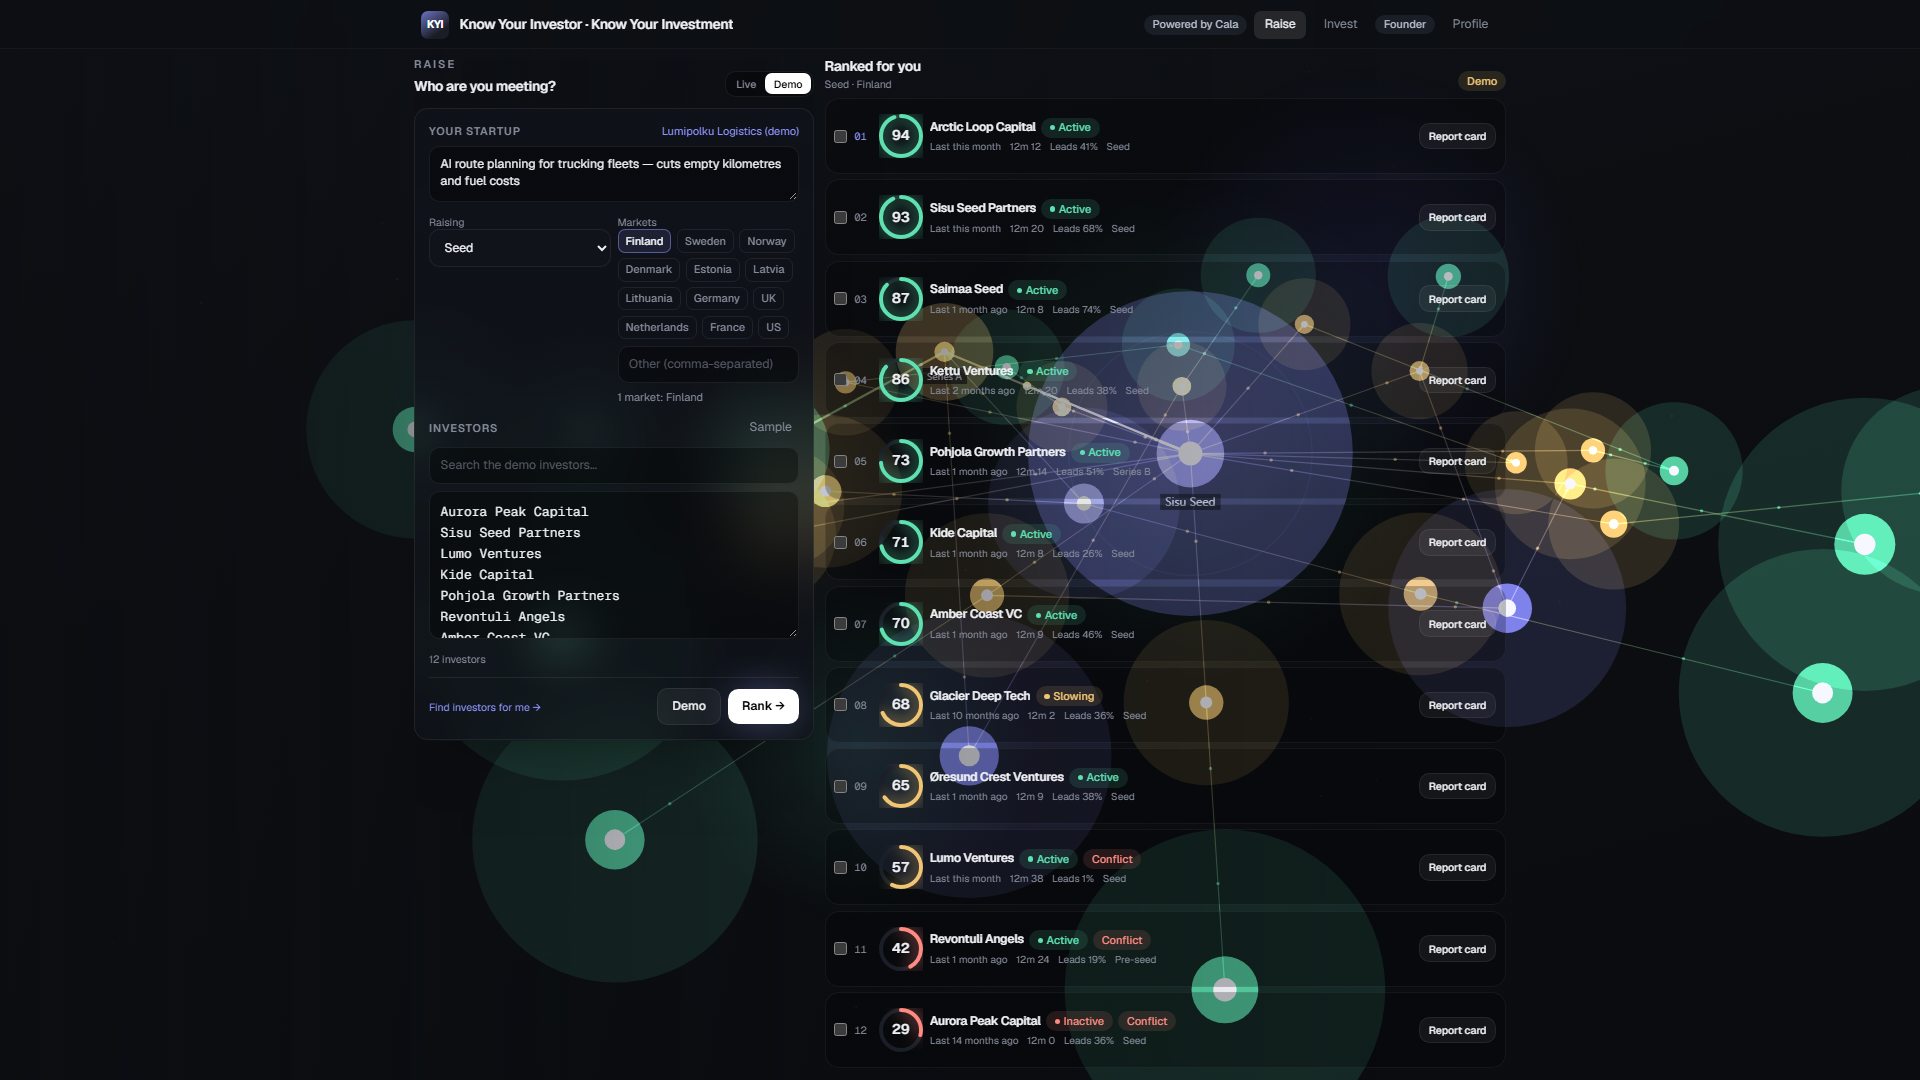 KYI
Know Your Investor · Know Your Investment
Powered by Cala
Raise
Invest
Founder
Profile
RAISE
Who are you meeting?
Live
Demo
YOUR STARTUP
Lumipolku Logistics (demo)
AI route planning for trucking fleets — cuts empty kilometres
and fuel costs
Raising
Seed
Markets
Finland
Sweden
Norway
Denmark
Estonia
Latvia
Lithuania
Germany
UK
Netherlands
France
US
Other (comma-separated)
1 market: Finland
INVESTORS
Sample
Search the demo investors…
Aurora Peak Capital
Sisu Seed Partners
Lumo Ventures
Kide Capital
Pohjola Growth Partners
Revontuli Angels
Amber Coast VC
12 investors
Find investors for me →
Demo
Rank →
Ranked for you
Seed · Finland
Demo
01 94 Arctic Loop Capital Active
Last this month 12m 12 Leads 41% Seed
Report card
02 93 Sisu Seed Partners Active
Last this month 12m 20 Leads 68% Seed
Report card
03 87 Saimaa Seed Active
Last 1 month ago 12m 8 Leads 74% Seed
Report card
04 86 Kettu Ventures Active
Last 2 months ago 12m 20 Leads 38% Seed
Report card
Series A
05 73 Pohjola Growth Partners Active
Last 1 month ago 12m 14 Leads 51% Series B
Report card
Sisu Seed
06 71 Kide Capital Active
Last 1 month ago 12m 8 Leads 26% Seed
Report card
07 70 Amber Coast VC Active
Last 1 month ago 12m 9 Leads 46% Seed
Report card
08 68 Glacier Deep Tech Slowing
Last 10 months ago 12m 2 Leads 36% Seed
Report card
09 65 Øresund Crest Ventures Active
Last 1 month ago 12m 9 Leads 38% Seed
Report card
10 57 Lumo Ventures Active Conflict
Last this month 12m 38 Leads 1% Seed
Report card
11 42 Revontuli Angels Active Conflict
Last 1 month ago 12m 24 Leads 19% Pre-seed
Report card
12 29 Aurora Peak Capital Inactive Conflict
Last 14 months ago 12m 0 Leads 36% Seed
Report card